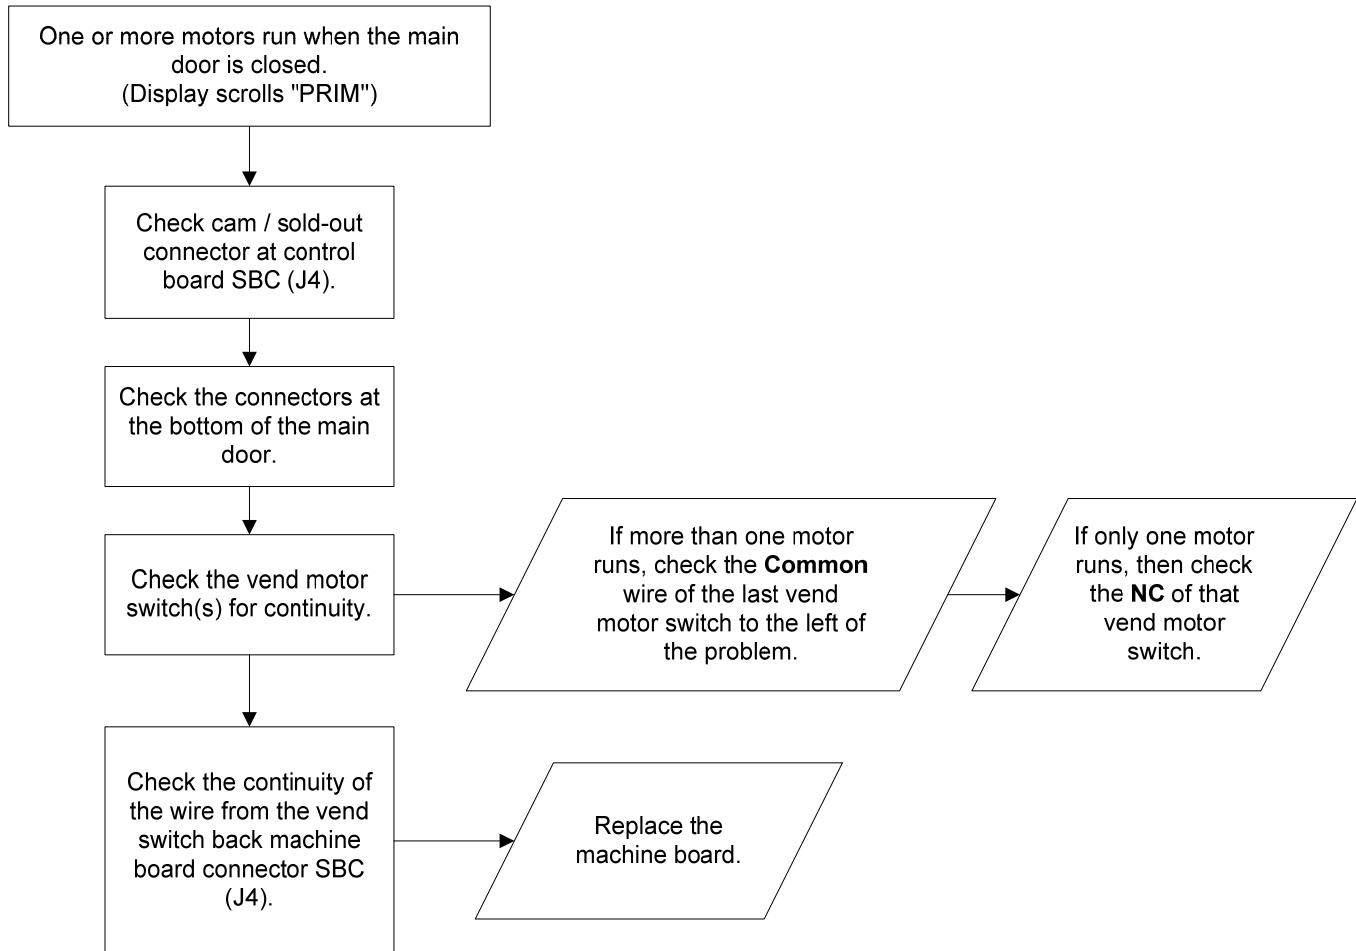 One or more motors run when the main
door is closed.
(Display scrolls "PRIM")
Check cam / sold-out
connector at control
board SBC (J4).
Check the connectors at
the bottom of the main
door.
Check the vend motor
switch(s) for continuity.
If more than one motor
runs, check the Common
wire of the last vend
motor switch to the left of
the problem.
If only one motor
runs, then check
the NC of that
vend motor
switch.
Check the continuity of
the wire from the vend
switch back machine
board connector SBC
(J4).
Replace the
machine board.